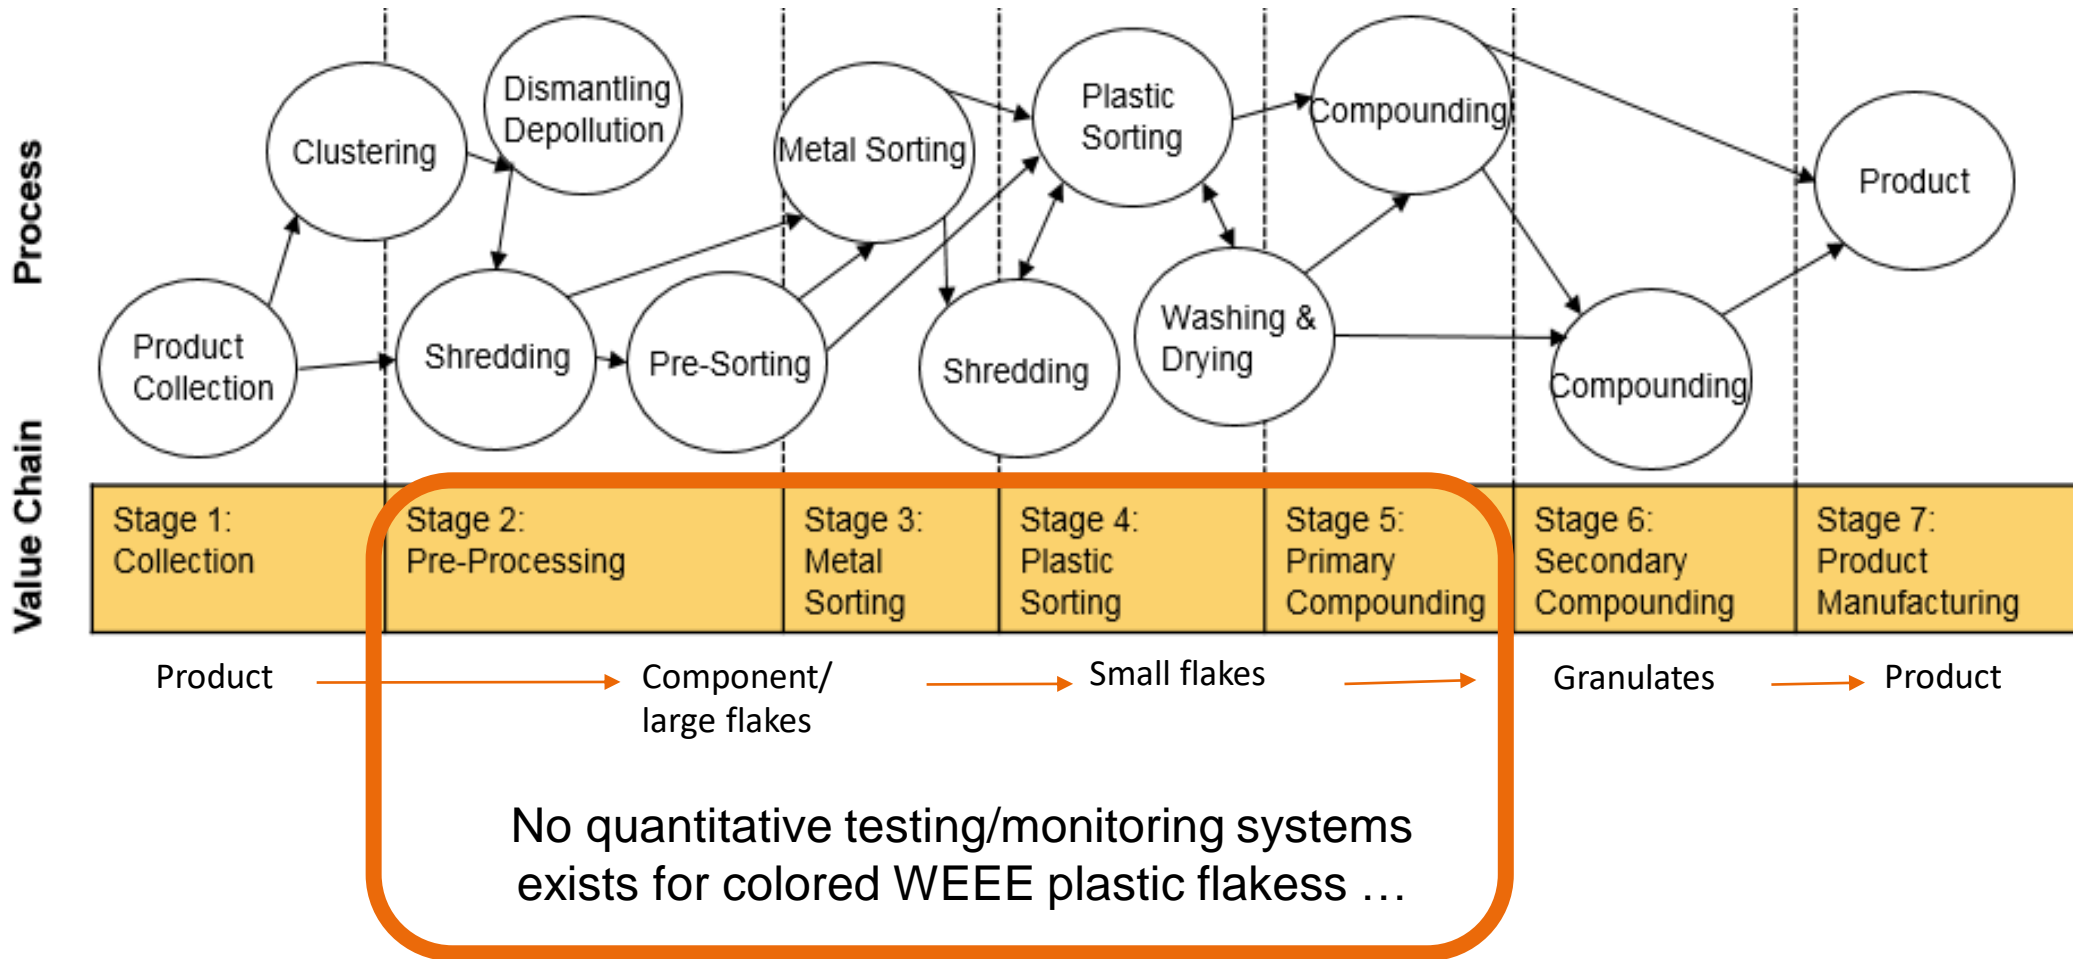 Process
Clustering
Dismantling
Depollution
Metal Sorting
Plastic
Sorting
Compounding
Product
Product
Collection
Shredding
Pre-Sorting
Shredding
Washing &
Drying
Compounding
Value Chain
Stage 1:
Collection
Stage 2:
Pre-Processing
Stage 3:
Metal
Sorting
Stage 4:
Plastic
Sorting
Stage 5:
Primary
Compounding
Stage 6:
Secondary
Compounding
Stage 7:
Product
Manufacturing
Product
Component/
large flakes
Small flakes
Granulates
Product
No quantitative testing/monitoring systems
exists for colored WEEE plastic flakess …